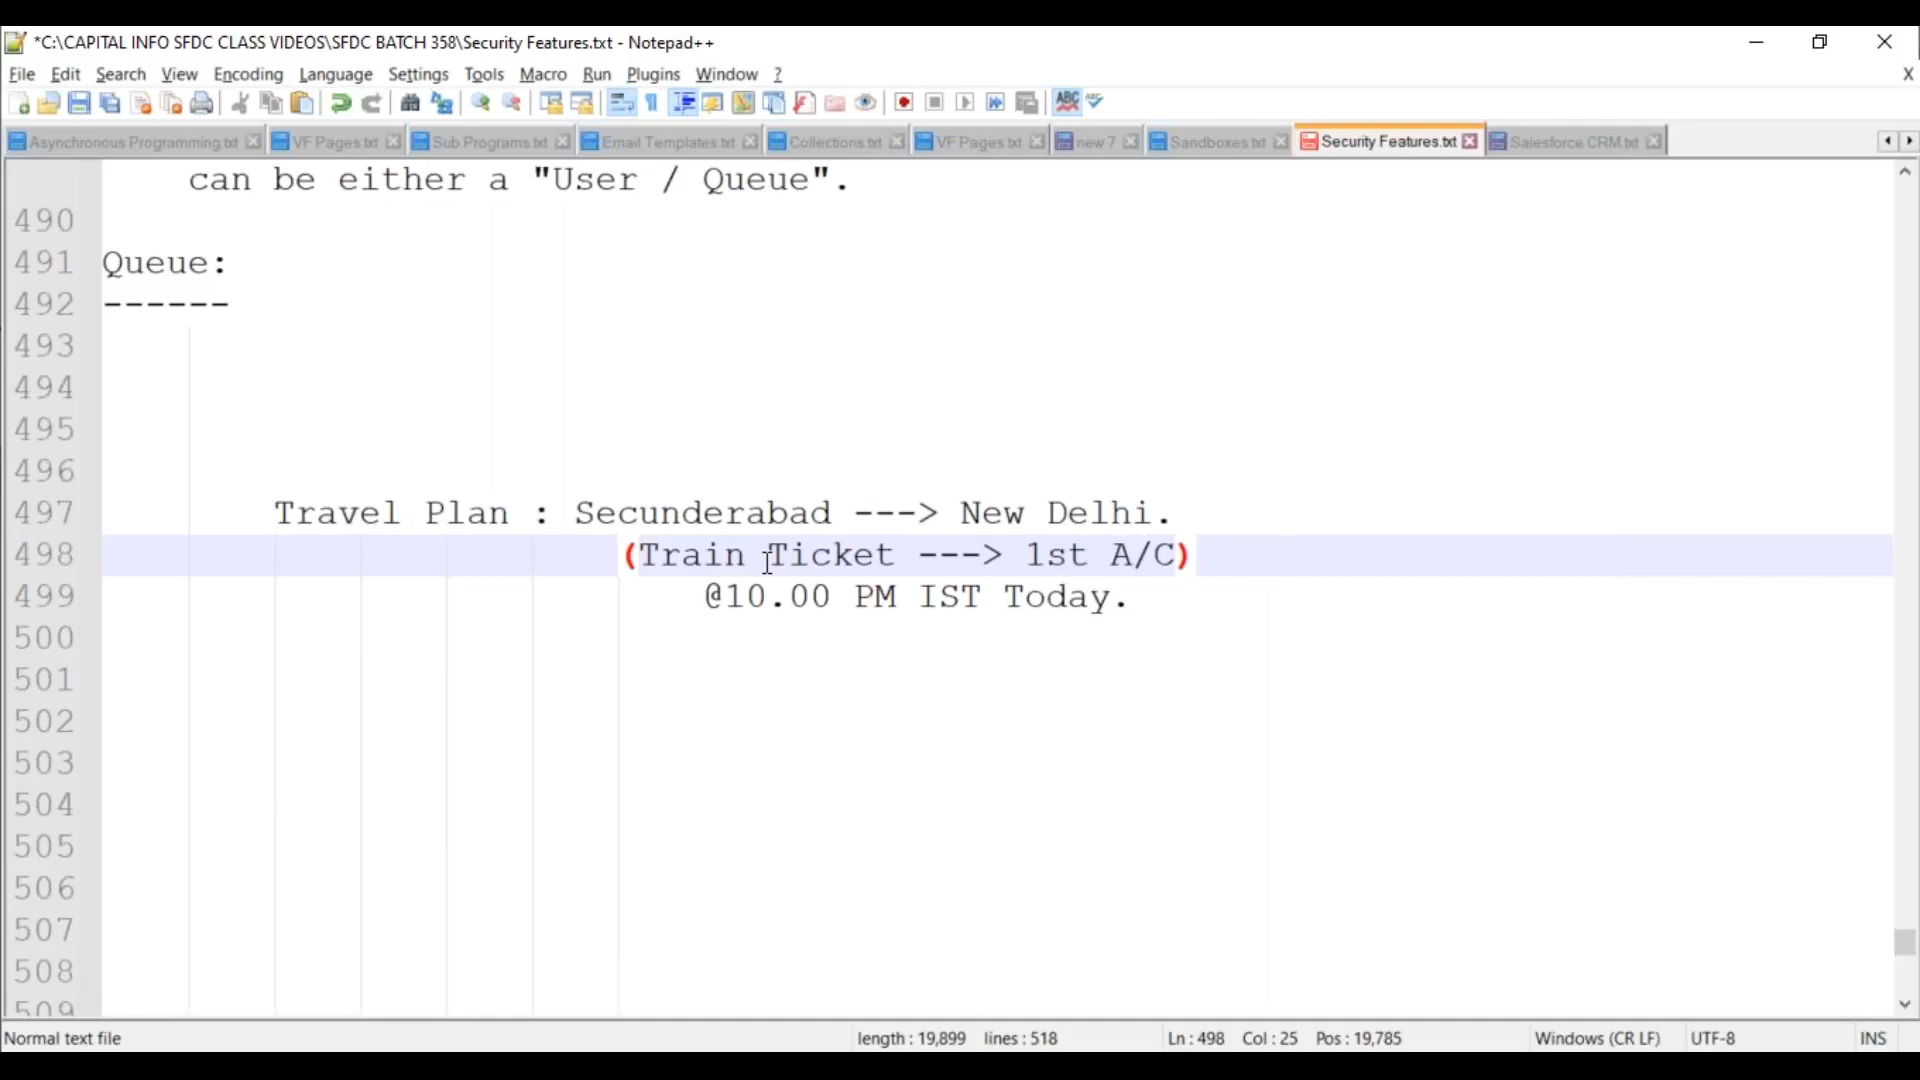 *C:\CAPITAL INFO SFDC CLASS VIDEOS\SFDC BATCH 358\Security Features.txt - Notepad++
File Edit Search View Encoding Language Settings Tools Macro Run Plugins Window ? X
Asynchronous Programming.txt VF Pages.txt Sub Programs.txt Email Templates.txt Collections.txt VF Pages.txt new 7 Sandboxes.txt Security Features.txt Salesforce CRM.txt
can be either a "User / Queue".
490
491 Queue:
492 ------
493
494
495
496
497 Travel Plan : Secunderabad ---> New Delhi.
498 (Train Ticket ---> 1st A/C)
499 @10.00 PM IST Today.
500
501
502
503
504
505
506
507
508
509
Normal text file length : 19,899 lines : 518 Ln : 498 Col : 25 Pos : 19,785 Windows (CR LF) UTF-8 INS